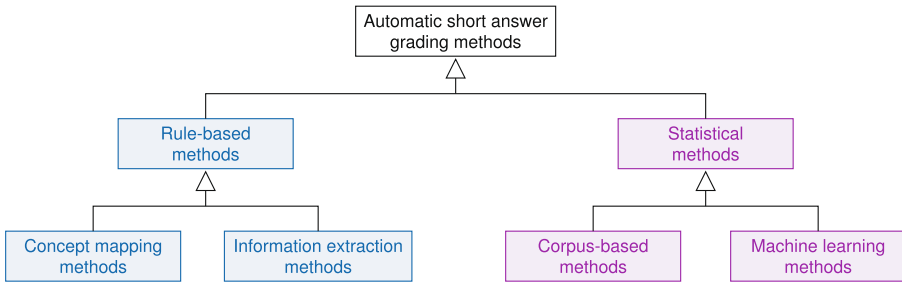 Automatic short answer
grading methods
Rule-based
methods
Statistical
methods
Concept mapping
methods
Information extraction
methods
Corpus-based
methods
Machine learning
methods